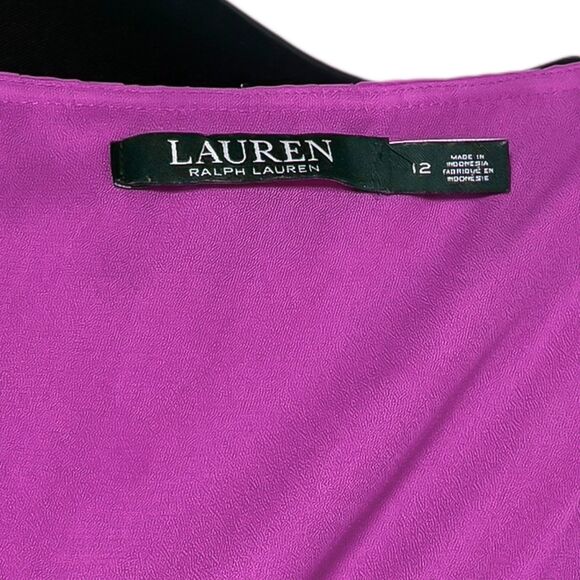 LAUREN
RALPH LAUREN
12
MADE IN
INDONESIA
FABRIQUÉ EN
INDONÉSIE